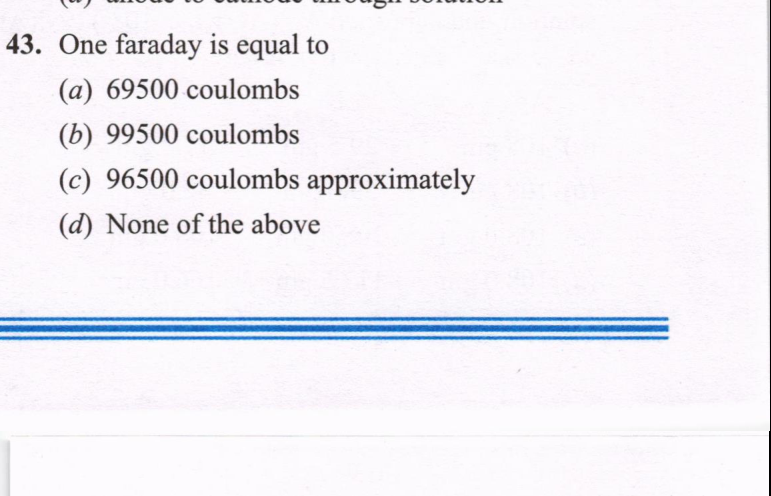 (d) anode to cathode through solution
43. One faraday is equal to
(a) 69500 coulombs
(b) 99500 coulombs
(c) 96500 coulombs approximately
(d) None of the above